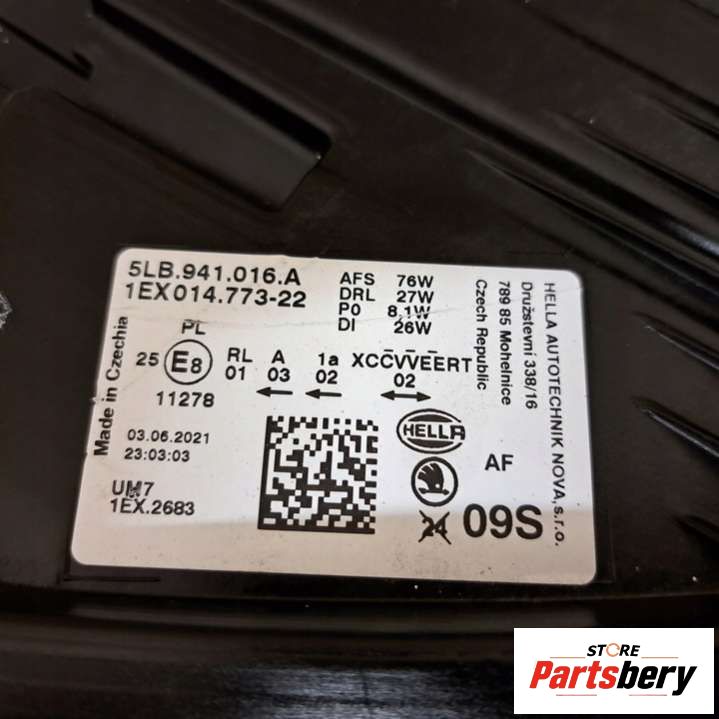 5LB.941.016.A
1EX014.773-22
AFS 76W
DRL 27W
P0 8,1W
DI 26W
HELLA AUTOTECHNIK NOVA, s.r.o.
Družstevní 338/16
789 85 Mohelnice
Czech Republic
Made in Czechia
PL
25 E8 RL A 1a XCC̅V̅V̅E̅E̅RT
01 03 02 02
11278
03.06.2021
23:03:03
UM7
1EX.2683
HELLA
AF
24 09S
STORE
Partsbery